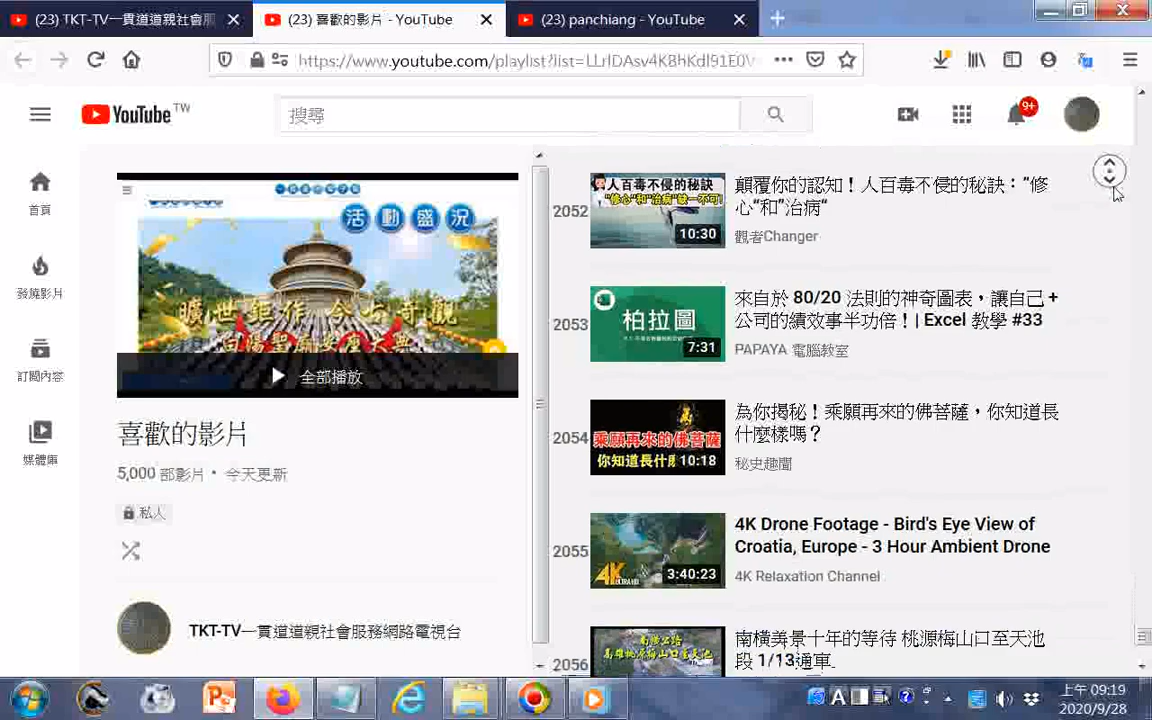 (23) TKT-TV一貫道道親社會服
(23) 喜歡的影片 - YouTube
(23) panchiang - YouTube
https://www.youtube.com/playlist?list=LLrIDAsv4KBhKdl91E0V
YouTube TW
搜尋
9+
首頁
發燒影片
訂閱內容
媒體庫
活動盛況
曠世鉅作 今古奇觀
全部播放
喜歡的影片
5,000 部影片・今天更新
私人
TKT-TV一貫道道親社會服務網路電視台
2052
人百毒不侵的秘訣
"修心"和"治病"缺一不可!
10:30
顛覆你的認知！人百毒不侵的秘訣："修
心"和"治病"
觀者Changer
2053
柏拉圖
7:31
來自於 80/20 法則的神奇圖表，讓自己 +
公司的績效事半功倍！| Excel 教學 #33
PAPAYA 電腦教室
2054
乘願再來的佛菩薩
你知道長什麼
10:18
為你揭秘！乘願再來的佛菩薩，你知道長
什麼樣嗎？
秘史趣聞
2055
4K
3:40:23
4K Drone Footage - Bird's Eye View of
Croatia, Europe - 3 Hour Ambient Drone
4K Relaxation Channel
2056
南橫美景十年的等待 桃源梅山口至天池
段 1/13通車.
上午 09:19
2020/9/28